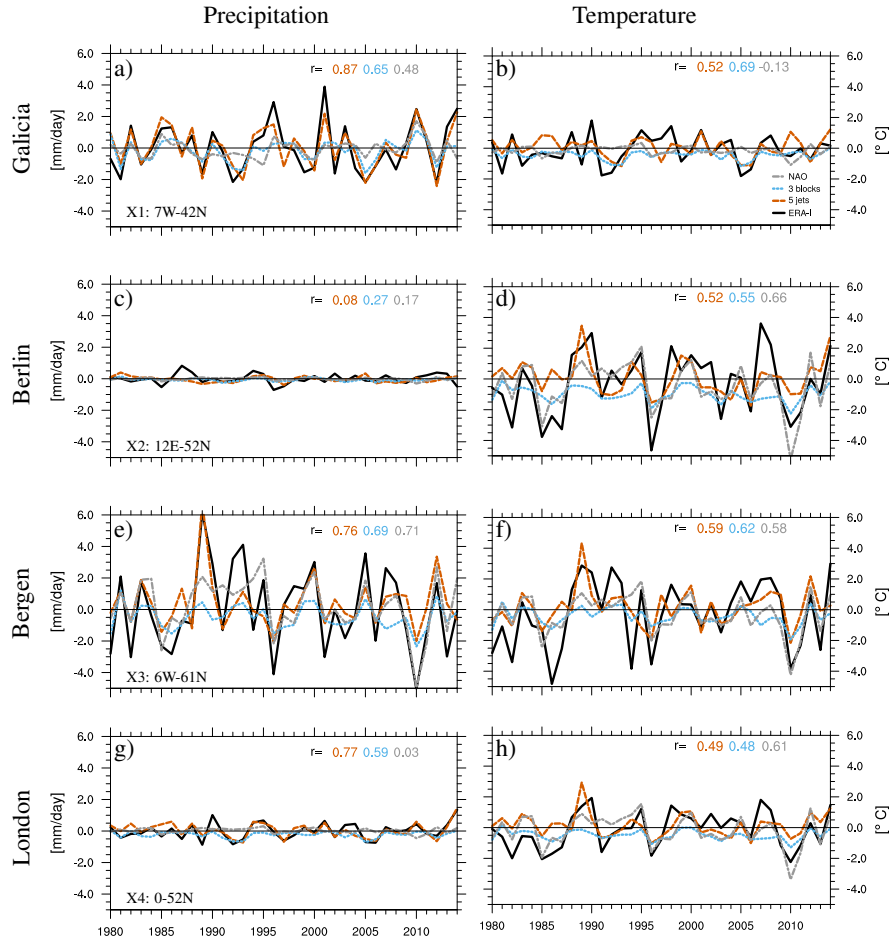 Precipitation Temperature
Galicia
[mm/day]
6.0
4.0
2.0
0.0
-2.0
-4.0
a)
r= 0.87 0.65 0.48
X1: 7W-42N
b)
r= 0.52 0.69 -0.13
NAO
3 blocks
5 jets
ERA-I
6.0
4.0
2.0
0.0
-2.0
-4.0
[° C]
Berlin
[mm/day]
6.0
4.0
2.0
0.0
-2.0
-4.0
c)
r= 0.08 0.27 0.17
X2: 12E-52N
d)
r= 0.52 0.55 0.66
6.0
4.0
2.0
0.0
-2.0
-4.0
[° C]
Bergen
[mm/day]
6.0
4.0
2.0
0.0
-2.0
-4.0
e)
r= 0.76 0.69 0.71
X3: 6W-61N
f)
r= 0.59 0.62 0.58
6.0
4.0
2.0
0.0
-2.0
-4.0
[° C]
London
[mm/day]
6.0
4.0
2.0
0.0
-2.0
-4.0
g)
r= 0.77 0.59 0.03
X4: 0-52N
h)
r= 0.49 0.48 0.61
6.0
4.0
2.0
0.0
-2.0
-4.0
[° C]
1980 1985 1990 1995 2000 2005 2010 1980 1985 1990 1995 2000 2005 2010